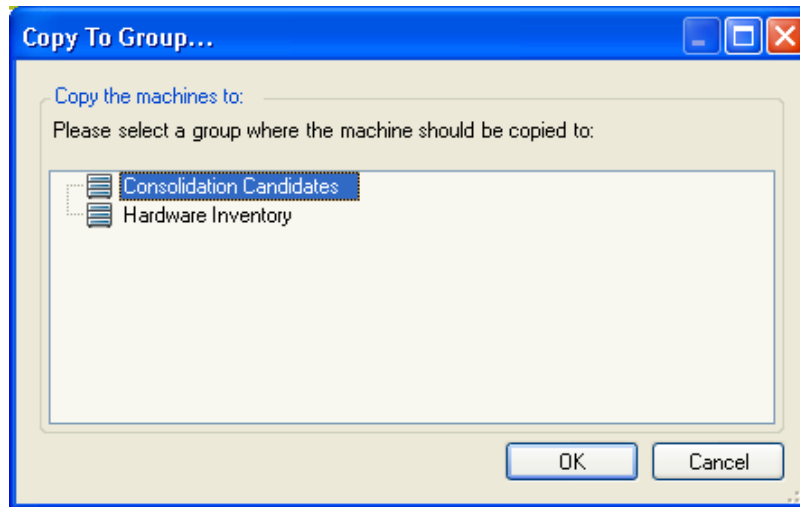 Copy To Group...
Copy the machines to:
Please select a group where the machine should be copied to:
Consolidation Candidates
Hardware Inventory
OK
Cancel